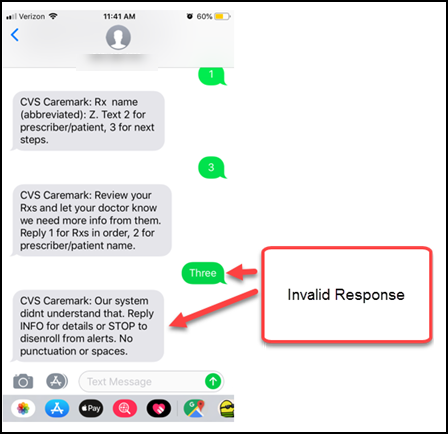 Verizon 11:41 AM 60%
1
CVS Caremark: Rx name
(abbreviated): Z. Text 2 for
prescriber/patient, 3 for next
steps.
3
CVS Caremark: Review your
Rxs and let your doctor know
we need more info from them.
Reply 1 for Rxs in order, 2 for
prescriber/patient name.
Three
Invalid Response
CVS Caremark: Our system
didnt understand that. Reply
INFO for details or STOP to
disenroll from alerts. No
punctuation or spaces.
Text Message
Pay